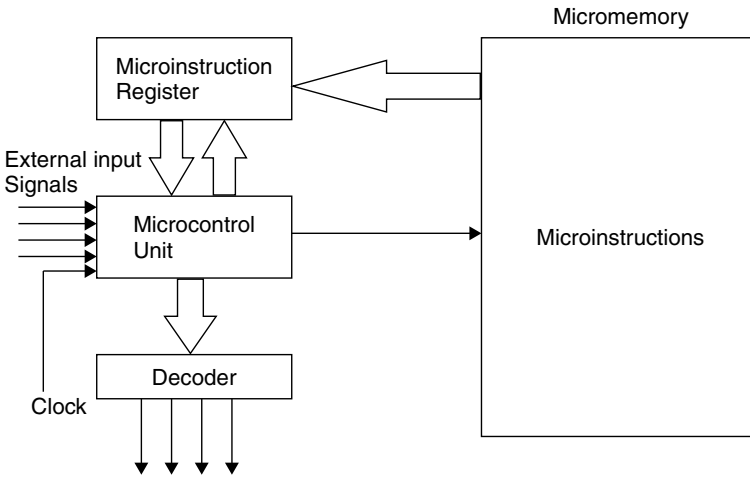 Micromemory
Microinstruction
Register
External input
Signals
Microcontrol
Unit
Microinstructions
Decoder
Clock